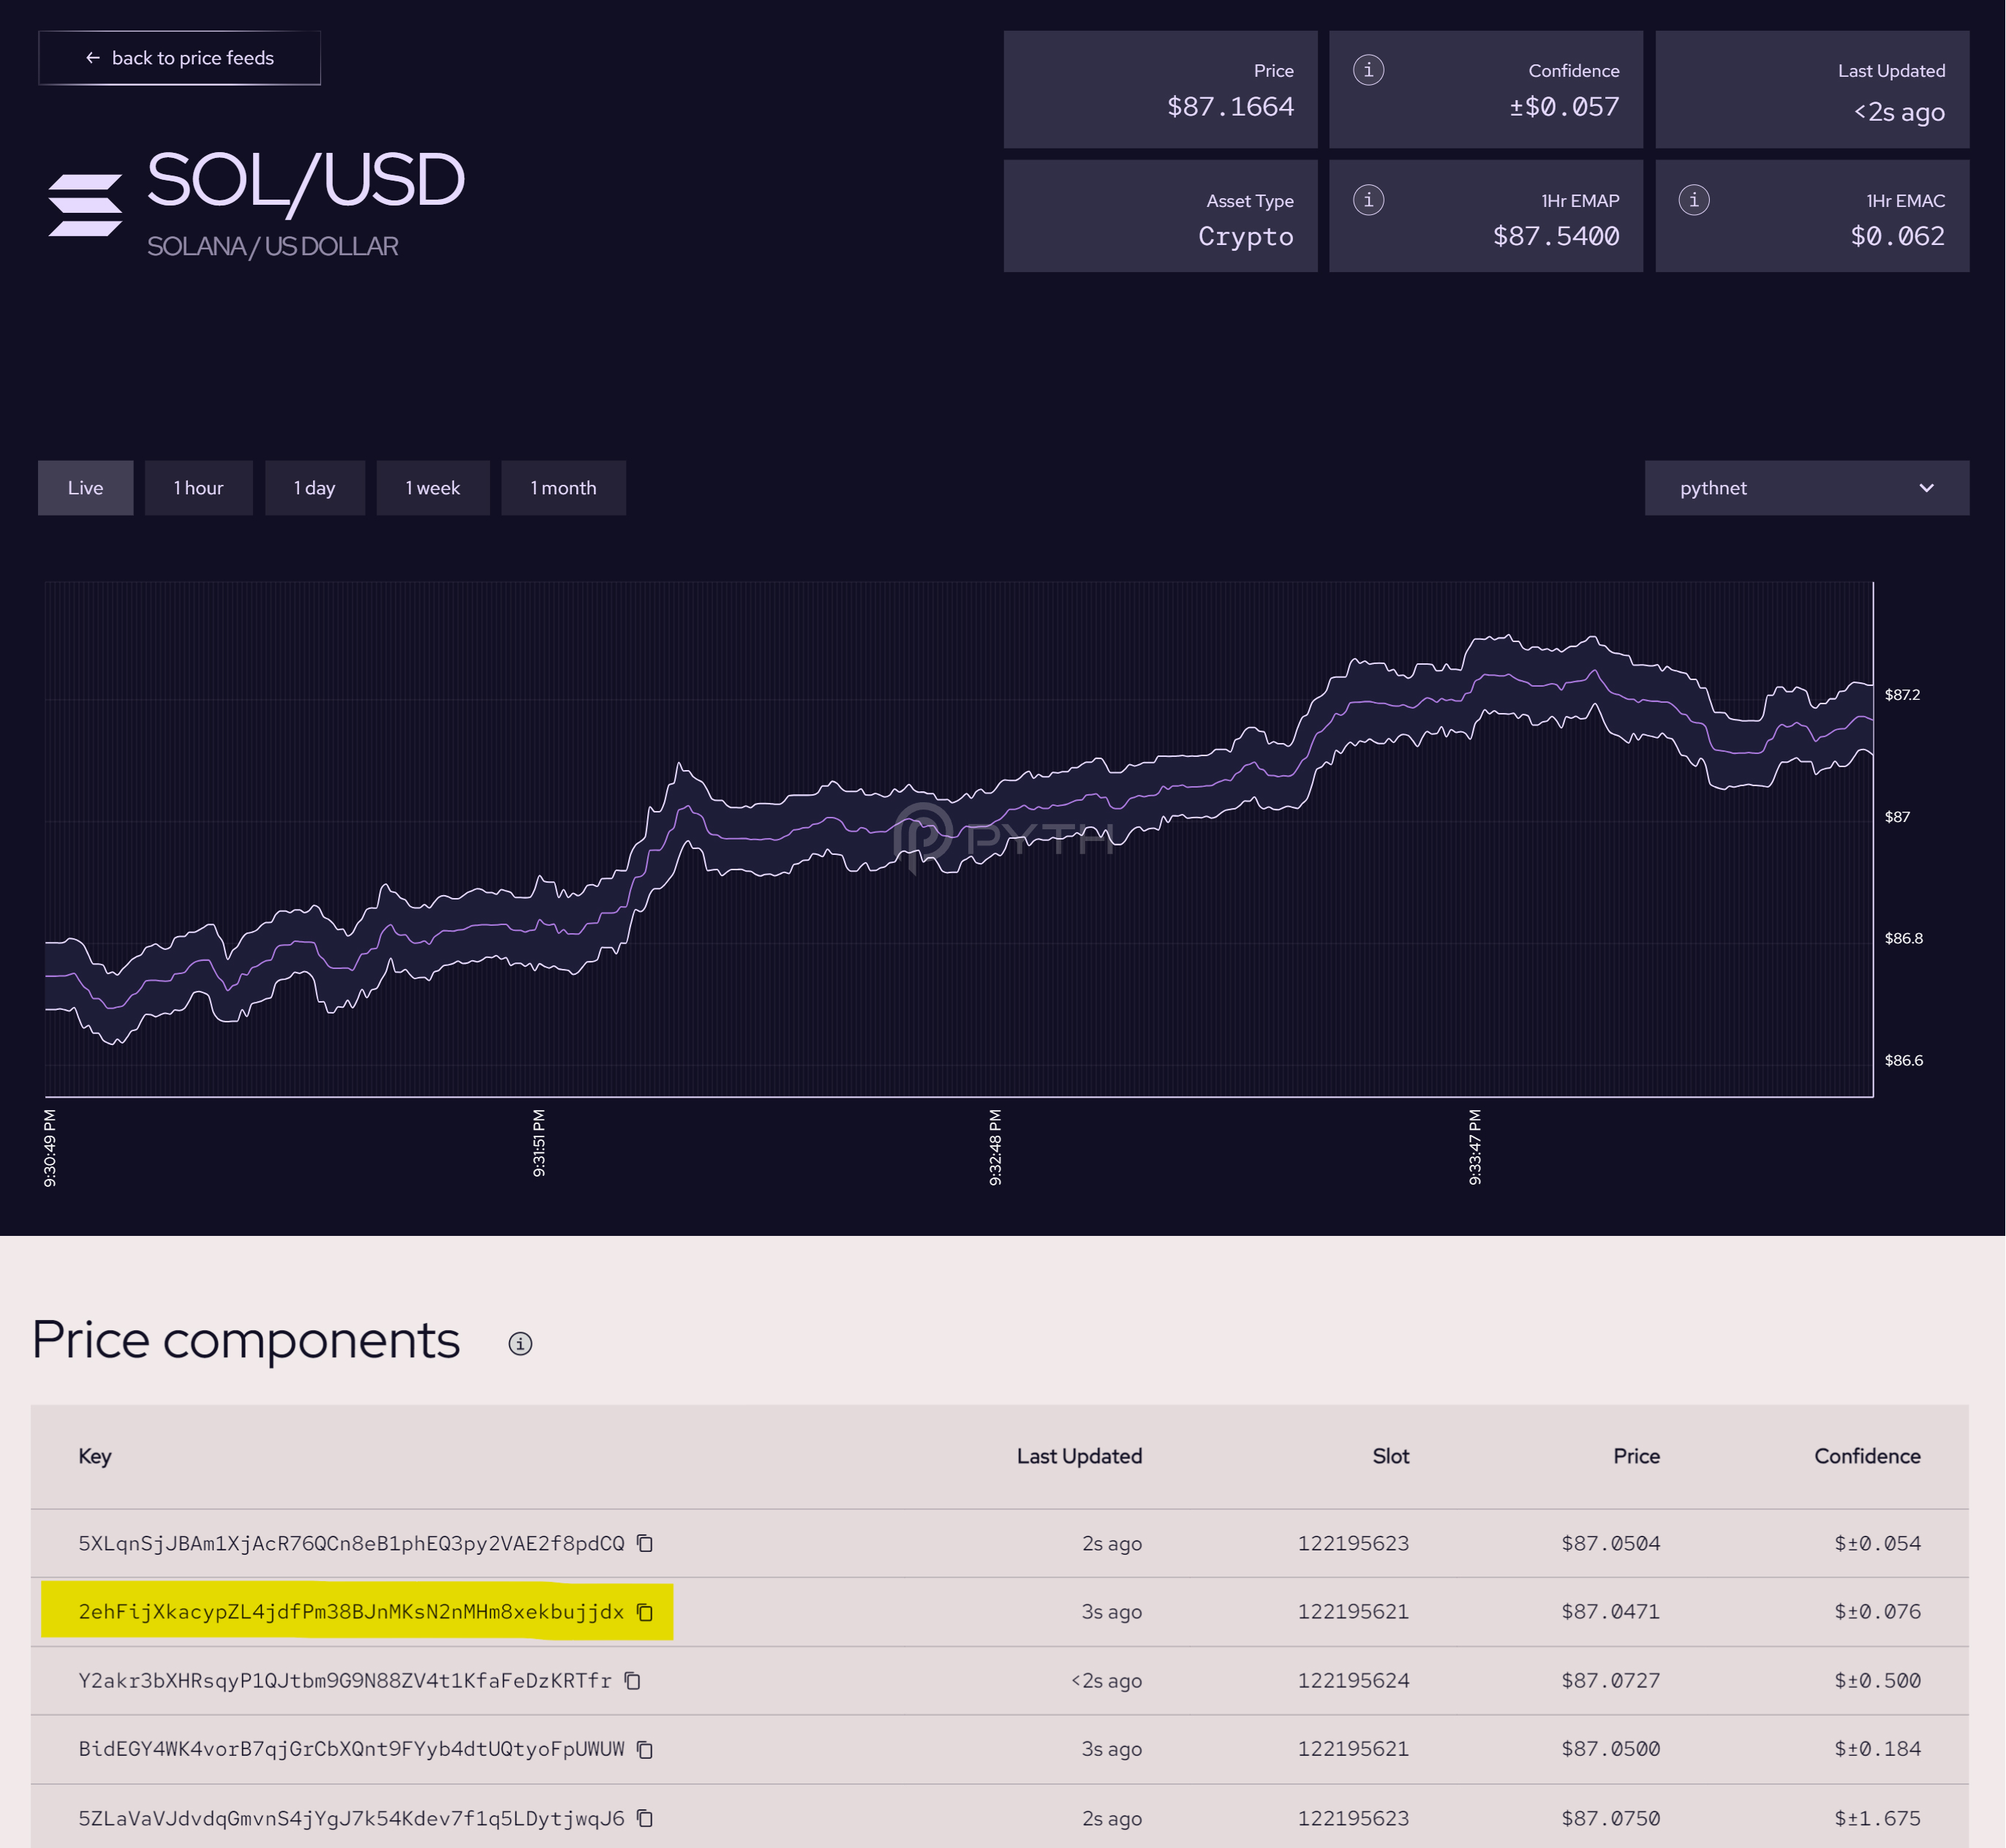 ← back to price feeds
SOL/USD
SOLANA / US DOLLAR
Price
$87.1664
Confidence
±$0.057
Last Updated
<2s ago
Asset Type
Crypto
1Hr EMAP
$87.5400
1Hr EMAC
$0.062
Live 1 hour 1 day 1 week 1 month
pythnet
PYTH
$87.2
$87
$86.8
$86.6
9:30:49 PM 9:31:51 PM 9:32:48 PM 9:33:47 PM
Price components
Key Last Updated Slot Price Confidence
5XLqnSjJBAm1XjAcR76QCn8eB1phEQ3py2VAE2f8pdCQ 2s ago 122195623 $87.0504 $±0.054
2ehFijXkacypZL4jdfPm38BJnMKsN2nMHm8xekbujjdx 3s ago 122195621 $87.0471 $±0.076
Y2akr3bXHRsqyP1QJtbm9G9N88ZV4t1KfaFeDzKRTfr <2s ago 122195624 $87.0727 $±0.500
BidEGY4WK4vorB7qjGrCbXQnt9FYyb4dtUQtyoFpUWUW 3s ago 122195621 $87.0500 $±0.184
5ZLaVaVJdvdqGmvnS4jYgJ7k54Kdev7f1q5LDytjwqJ6 2s ago 122195623 $87.0750 $±1.675